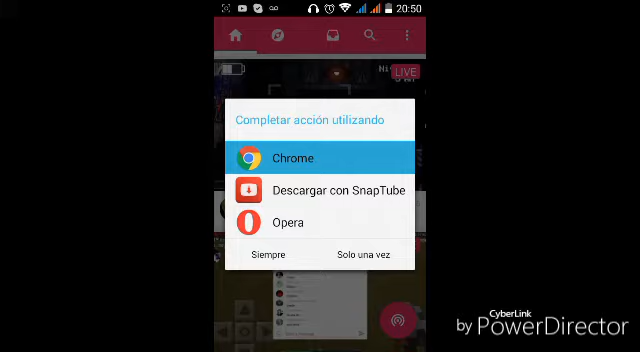 20:50
LIVE
Completar acción utilizando
Chrome
Descargar con SnapTube
Opera
Siempre
Solo una vez
CyberLink
by PowerDirector